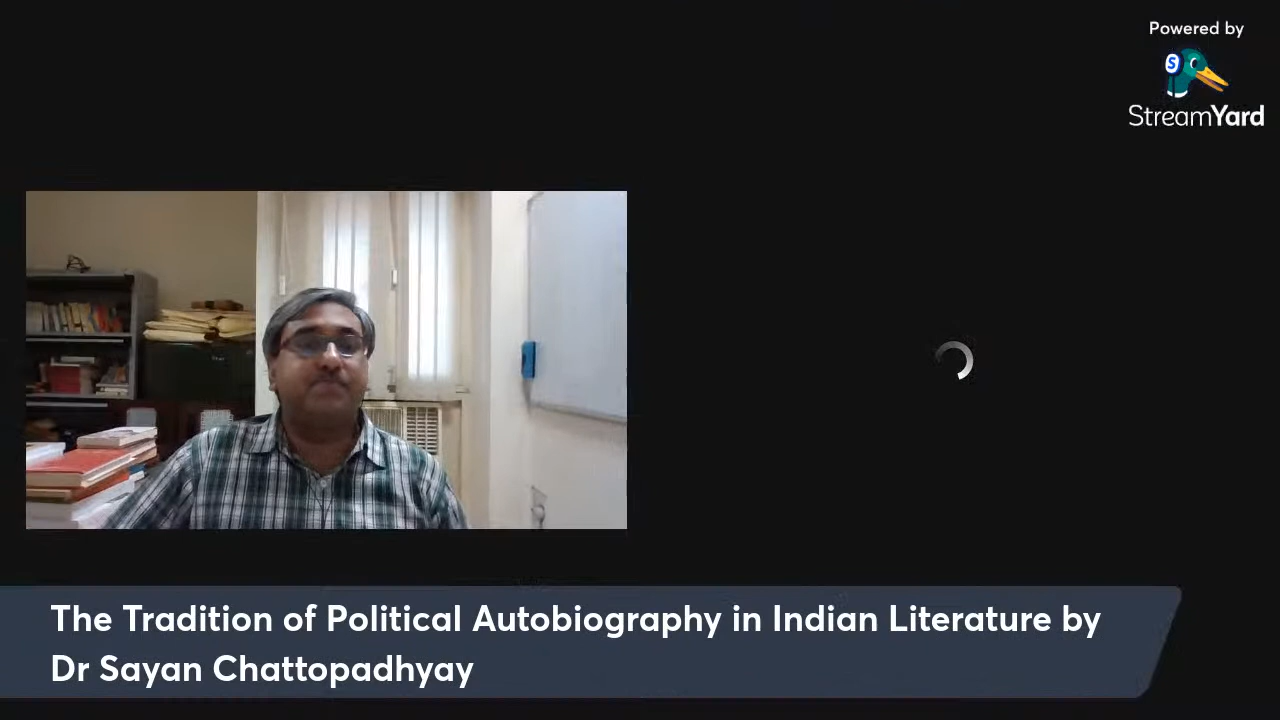 Powered by
S
StreamYard
The Tradition of Political Autobiography in Indian Literature by
Dr Sayan Chattopadhyay